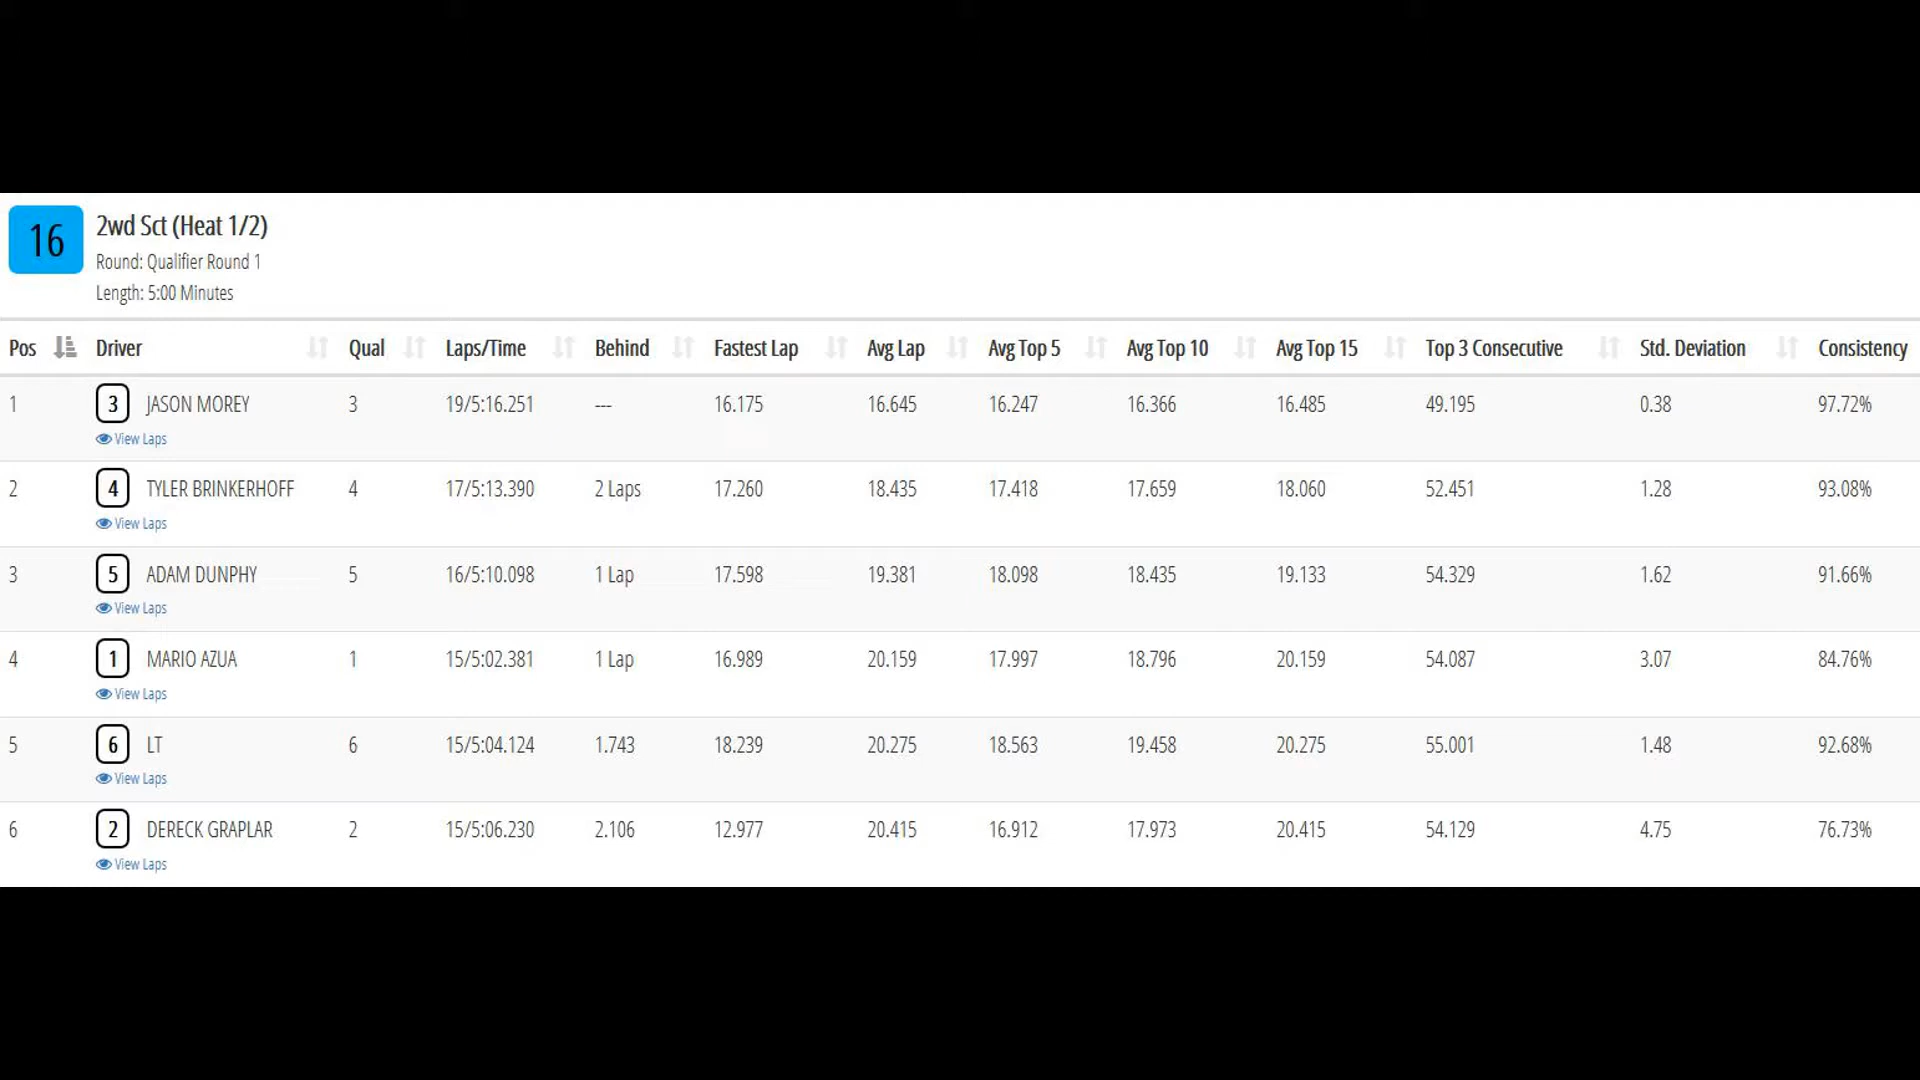 16
2wd Sct (Heat 1/2)
Round: Qualifier Round 1
Length: 5:00 Minutes
Pos Driver Qual Laps/Time Behind Fastest Lap Avg Lap Avg Top 5 Avg Top 10 Avg Top 15 Top 3 Consecutive Std. Deviation Consistency
1 3 JASON MOREY 3 19/5:16.251 --- 16.175 16.645 16.247 16.366 16.485 49.195 0.38 97.72%
View Laps
2 4 TYLER BRINKERHOFF 4 17/5:13.390 2 Laps 17.260 18.435 17.418 17.659 18.060 52.451 1.28 93.08%
View Laps
3 5 ADAM DUNPHY 5 16/5:10.098 1 Lap 17.598 19.381 18.098 18.435 19.133 54.329 1.62 91.66%
View Laps
4 1 MARIO AZUA 1 15/5:02.381 1 Lap 16.989 20.159 17.997 18.796 20.159 54.087 3.07 84.76%
View Laps
5 6 LT 6 15/5:04.124 1.743 18.239 20.275 18.563 19.458 20.275 55.001 1.48 92.68%
View Laps
6 2 DERECK GRAPLAR 2 15/5:06.230 2.106 12.977 20.415 16.912 17.973 20.415 54.129 4.75 76.73%
View Laps